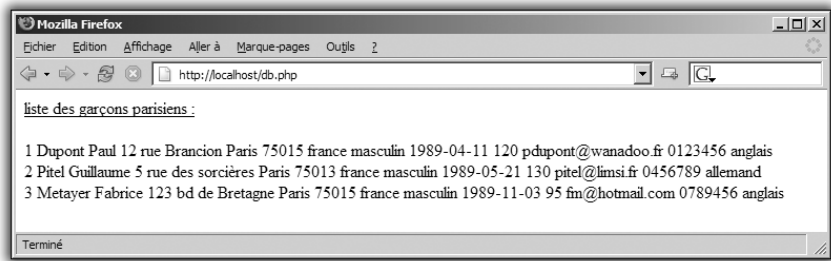 Mozilla Firefox
Fichier Edition Affichage Aller à Marque-pages Outils ?
http://localhost/db.php G
liste des garçons parisiens :
1 Dupont Paul 12 rue Brancion Paris 75015 france masculin 1989-04-11 120 pdupont@wanadoo.fr 0123456 anglais
2 Pitel Guillaume 5 rue des sorcières Paris 75013 france masculin 1989-05-21 130 pitel@limsi.fr 0456789 allemand
3 Metayer Fabrice 123 bd de Bretagne Paris 75015 france masculin 1989-11-03 95 fm@hotmail.com 0789456 anglais
Terminé